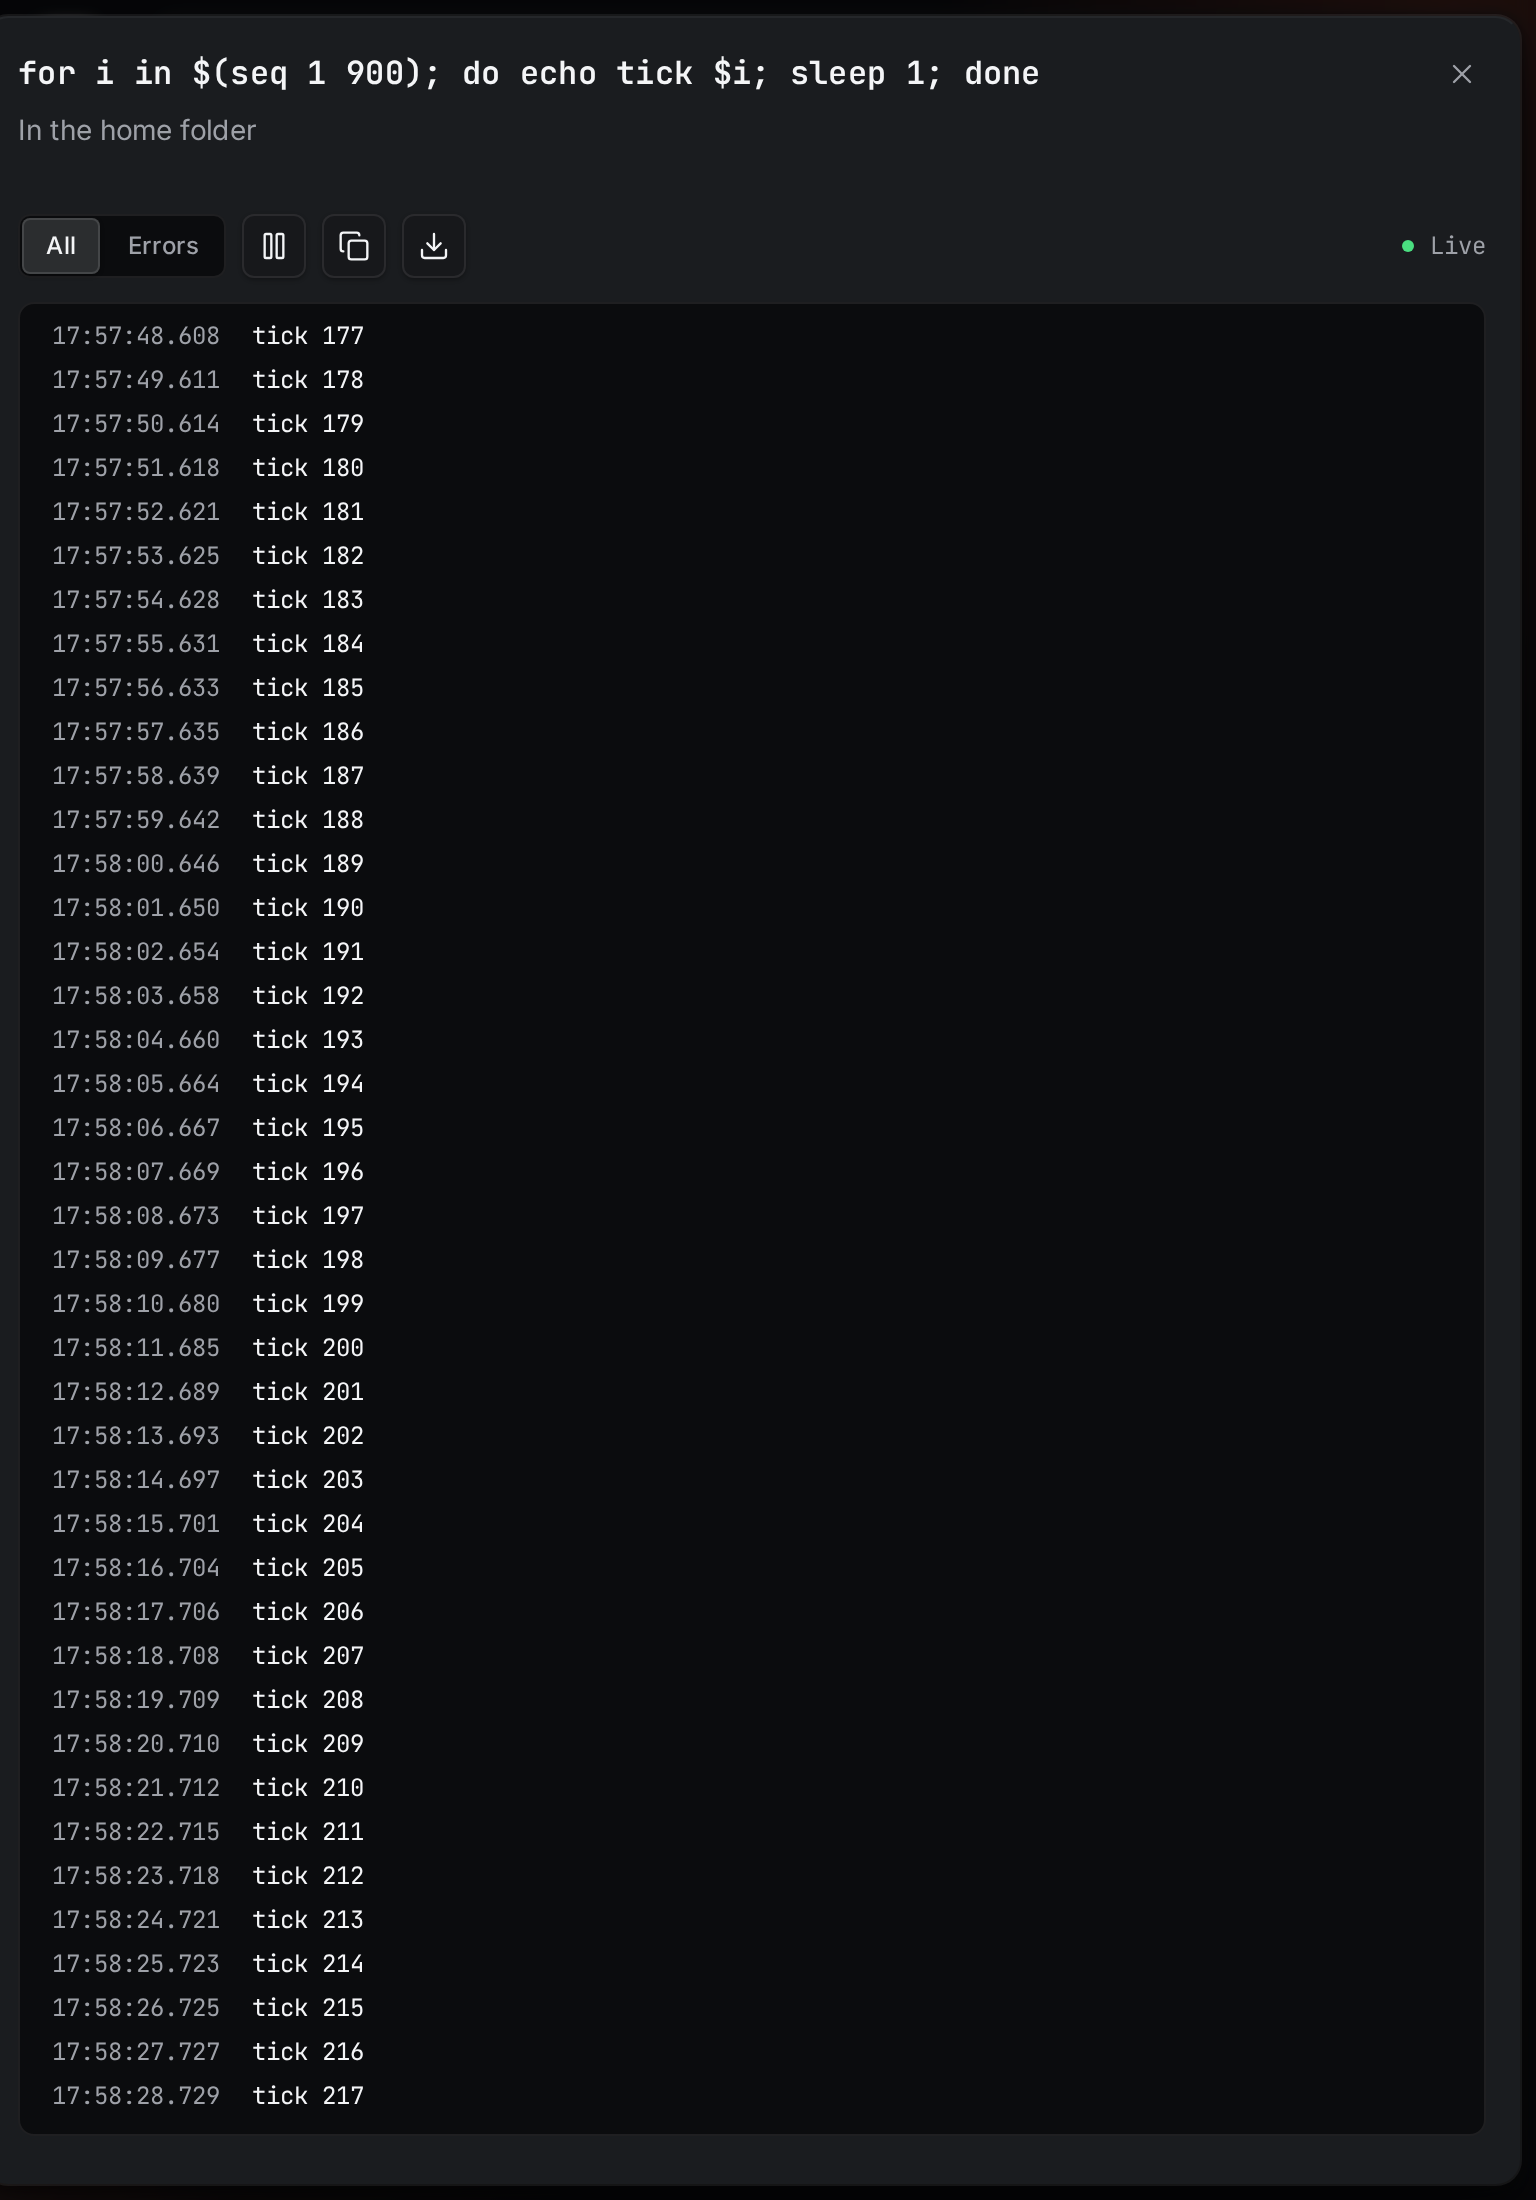 for i in $(seq 1 900); do echo tick $i; sleep 1; done
In the home folder
All Errors Live
17:57:48.608 tick 177
17:57:49.611 tick 178
17:57:50.614 tick 179
17:57:51.618 tick 180
17:57:52.621 tick 181
17:57:53.625 tick 182
17:57:54.628 tick 183
17:57:55.631 tick 184
17:57:56.633 tick 185
17:57:57.635 tick 186
17:57:58.639 tick 187
17:57:59.642 tick 188
17:58:00.646 tick 189
17:58:01.650 tick 190
17:58:02.654 tick 191
17:58:03.658 tick 192
17:58:04.660 tick 193
17:58:05.664 tick 194
17:58:06.667 tick 195
17:58:07.669 tick 196
17:58:08.673 tick 197
17:58:09.677 tick 198
17:58:10.680 tick 199
17:58:11.685 tick 200
17:58:12.689 tick 201
17:58:13.693 tick 202
17:58:14.697 tick 203
17:58:15.701 tick 204
17:58:16.704 tick 205
17:58:17.706 tick 206
17:58:18.708 tick 207
17:58:19.709 tick 208
17:58:20.710 tick 209
17:58:21.712 tick 210
17:58:22.715 tick 211
17:58:23.718 tick 212
17:58:24.721 tick 213
17:58:25.723 tick 214
17:58:26.725 tick 215
17:58:27.727 tick 216
17:58:28.729 tick 217